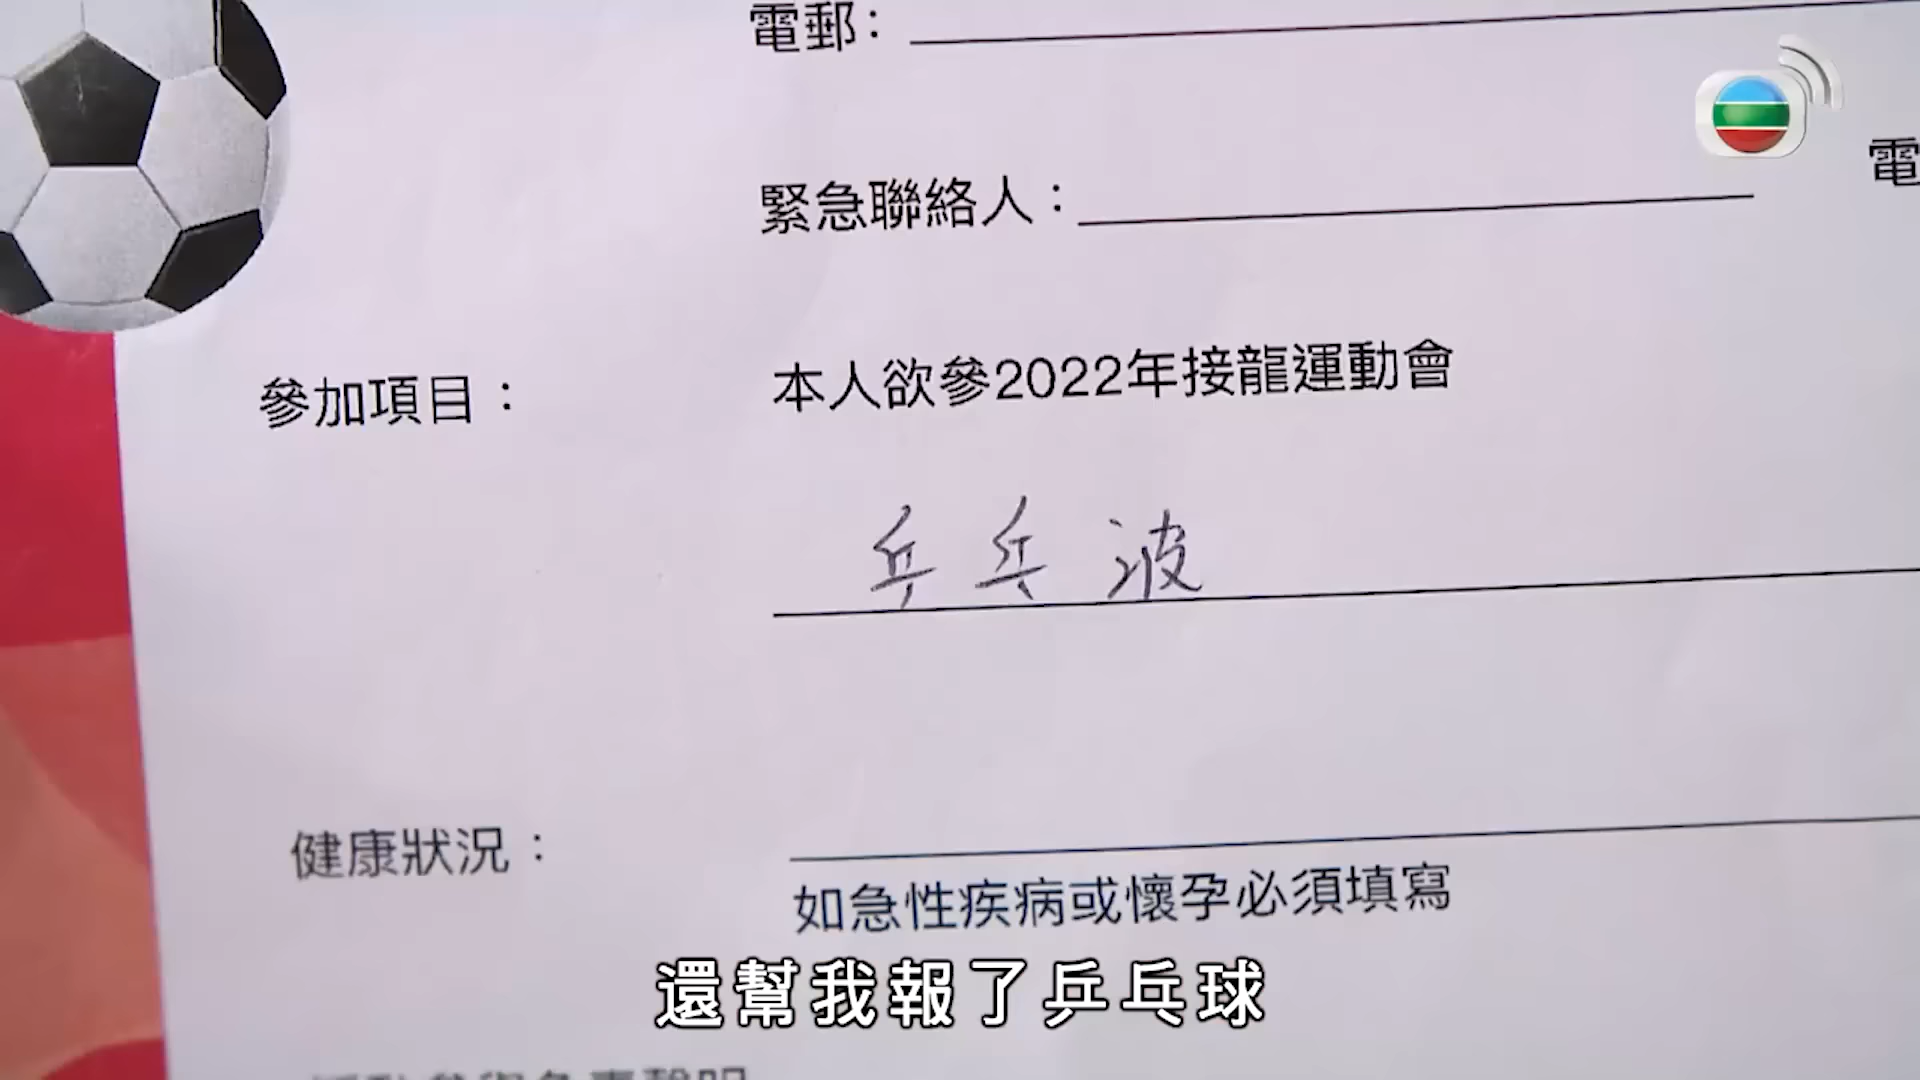 電郵：
緊急聯絡人：
電
參加項目：
本人欲參2022年接龍運動會
乒乓波
健康狀況：
如急性疾病或懷孕必須填寫
還幫我報了乒乓球